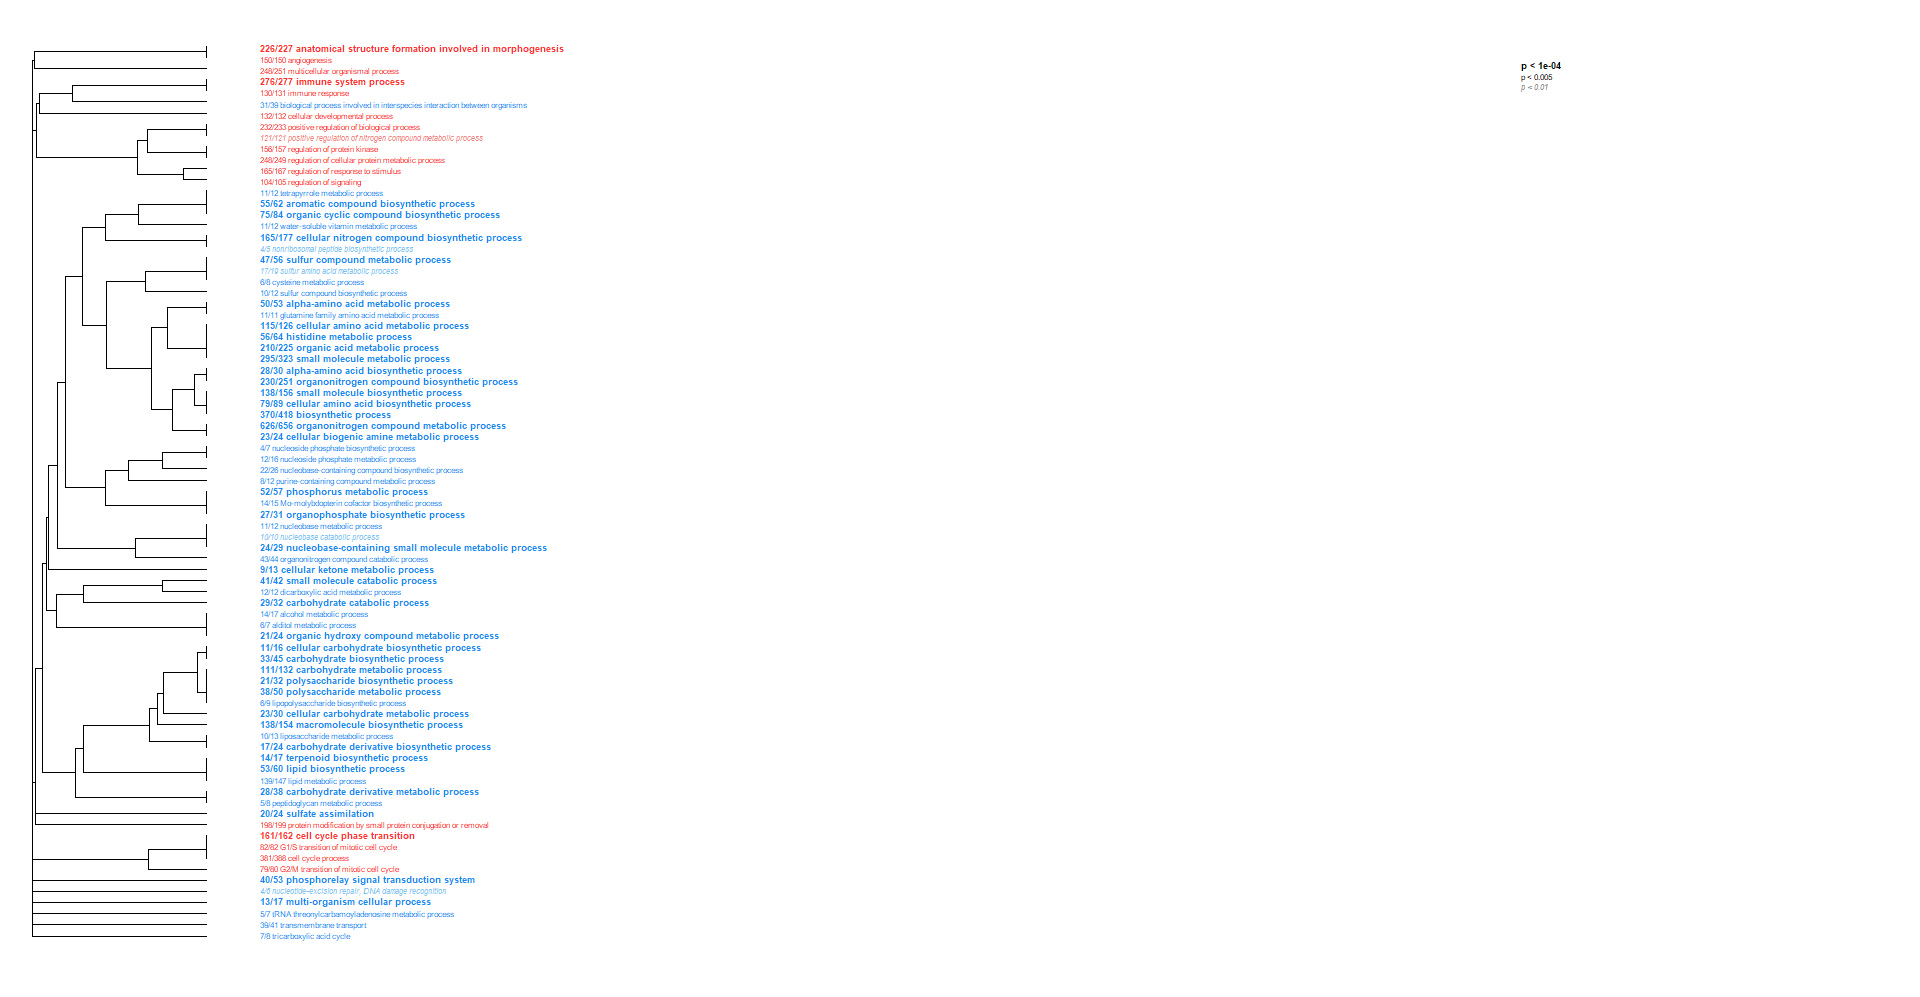 226/227 anatomical structure formation involved in morphogenesis
150/150 angiogenesis
248/251 multicellular organismal process
276/277 immune system process
130/131 immune response
31/39 biological process involved in interspecies interaction between organisms
132/132 cellular developmental process
232/233 positive regulation of biological process
121/121 positive regulation of nitrogen compound metabolic process
156/157 regulation of protein kinase
248/249 regulation of cellular protein metabolic process
165/167 regulation of response to stimulus
104/105 regulation of signaling
11/12 tetrapyrrole metabolic process
55/62 aromatic compound biosynthetic process
75/84 organic cyclic compound biosynthetic process
11/12 water-soluble vitamin metabolic process
165/177 cellular nitrogen compound biosynthetic process
4/5 nonribosomal peptide biosynthetic process
47/56 sulfur compound metabolic process
17/19 sulfur amino acid metabolic process
6/8 cysteine metabolic process
10/12 sulfur compound biosynthetic process
50/53 alpha-amino acid metabolic process
11/11 glutamine family amino acid metabolic process
115/126 cellular amino acid metabolic process
56/64 histidine metabolic process
210/225 organic acid metabolic process
295/323 small molecule metabolic process
28/30 alpha-amino acid biosynthetic process
230/251 organonitrogen compound biosynthetic process
138/156 small molecule biosynthetic process
79/89 cellular amino acid biosynthetic process
370/418 biosynthetic process
626/656 organonitrogen compound metabolic process
23/24 cellular biogenic amine metabolic process
4/7 nucleoside phosphate biosynthetic process
12/16 nucleoside phosphate metabolic process
22/26 nucleobase-containing compound biosynthetic process
8/12 purine-containing compound metabolic process
52/57 phosphorus metabolic process
14/15 Mo-molybdopterin cofactor biosynthetic process
27/31 organophosphate biosynthetic process
11/12 nucleobase metabolic process
10/10 nucleobase catabolic process
24/29 nucleobase-containing small molecule metabolic process
43/44 organonitrogen compound catabolic process
9/13 cellular ketone metabolic process
41/42 small molecule catabolic process
12/12 dicarboxylic acid metabolic process
29/32 carbohydrate catabolic process
14/17 alcohol metabolic process
6/7 alditol metabolic process
21/24 organic hydroxy compound metabolic process
11/16 cellular carbohydrate biosynthetic process
33/45 carbohydrate biosynthetic process
111/132 carbohydrate metabolic process
21/32 polysaccharide biosynthetic process
38/50 polysaccharide metabolic process
6/9 lipopolysaccharide biosynthetic process
23/30 cellular carbohydrate metabolic process
138/154 macromolecule biosynthetic process
10/13 liposaccharide metabolic process
17/24 carbohydrate derivative biosynthetic process
14/17 terpenoid biosynthetic process
53/60 lipid biosynthetic process
139/147 lipid metabolic process
28/38 carbohydrate derivative metabolic process
5/8 peptidoglycan metabolic process
20/24 sulfate assimilation
198/199 protein modification by small protein conjugation or removal
161/162 cell cycle phase transition
82/82 G1/S transition of mitotic cell cycle
381/388 cell cycle process
79/80 G2/M transition of mitotic cell cycle
40/53 phosphorelay signal transduction system
4/6 nucleotide-excision repair, DNA damage recognition
13/17 multi-organism cellular process
5/7 tRNA threonylcarbamoyladenosine metabolic process
39/41 transmembrane transport
7/8 tricarboxylic acid cycle
p < 1e-04
p < 0.005
p < 0.01